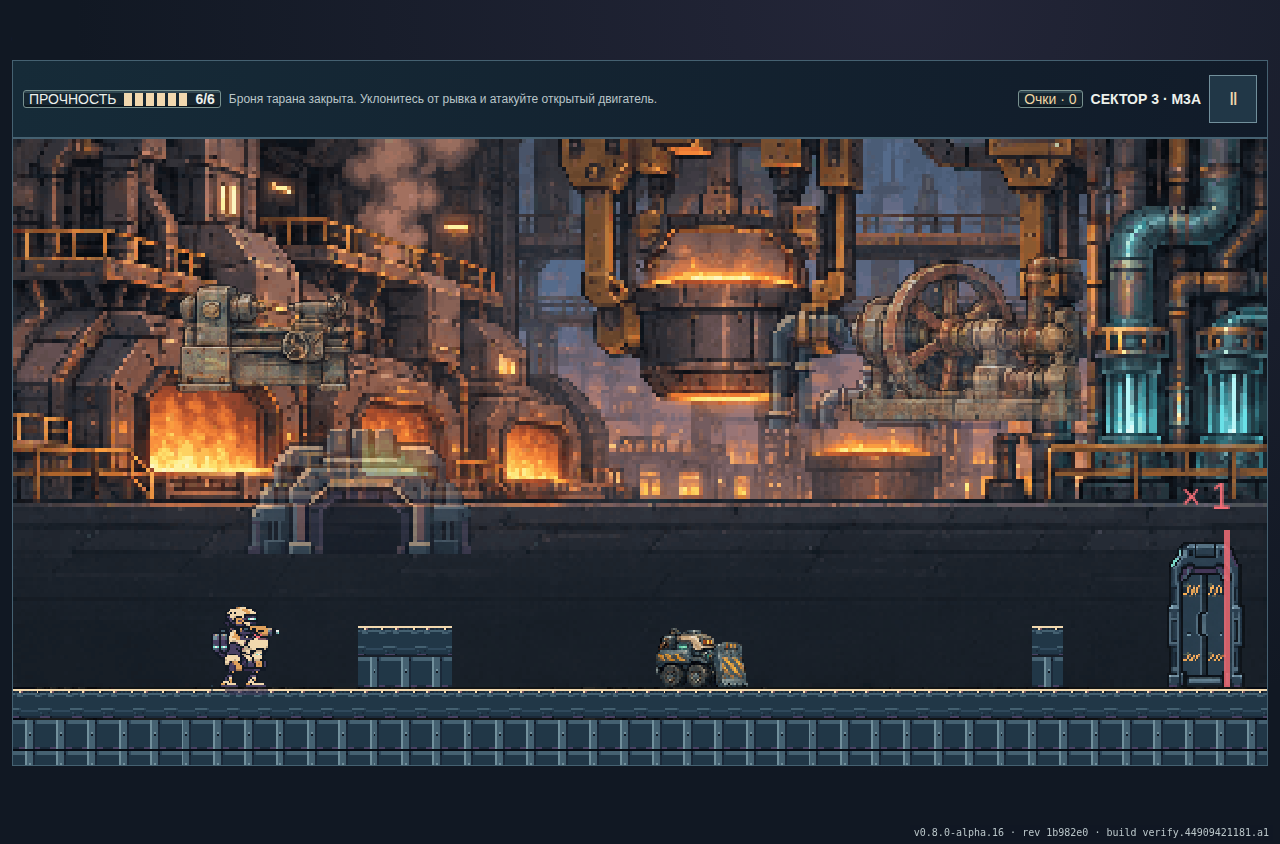 ПРОЧНОСТЬ 6/6 Броня тарана закрыта. Уклонитесь от рывка и атакуйте открытый двигатель. Очки · 0 СЕКТОР 3 · М3А II
× 1
v0.8.0-alpha.16 · rev 1b982e0 · build verify.44909421181.a1